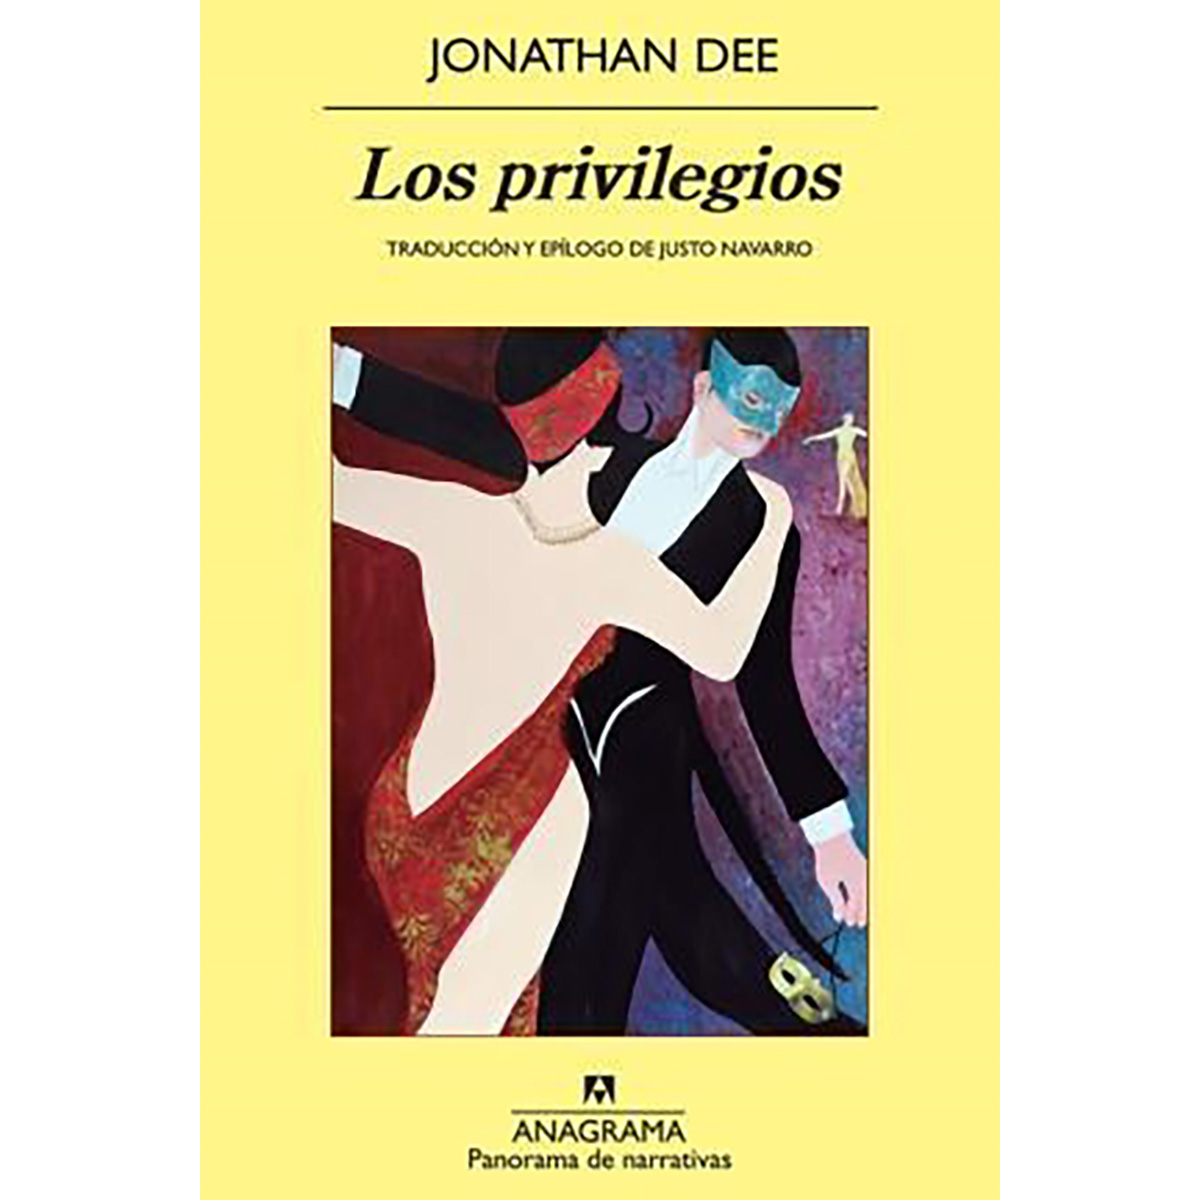 JONATHAN DEE
Los privilegios
TRADUCCIÓN Y EPÍLOGO DE JUSTO NAVARRO
ANAGRAMA
Panorama de narrativas